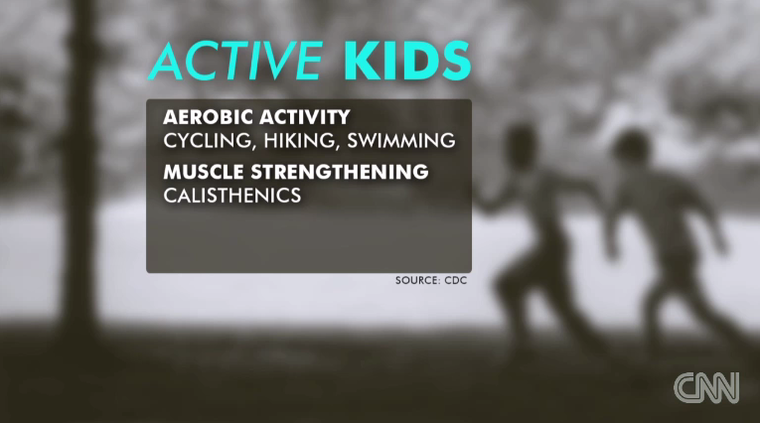 ACTIVE KIDS
AEROBIC ACTIVITY
CYCLING, HIKING, SWIMMING
MUSCLE STRENGTHENING
CALISTHENICS
SOURCE: CDC
CNN